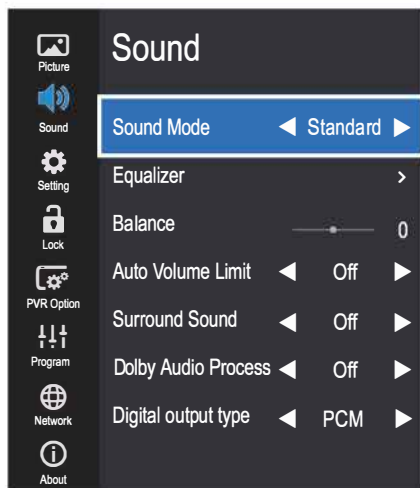 Picture
Sound
Setting
Lock
PVR Option
Program
Network
About
Sound
Sound Mode Standard
Equalizer
Balance 0
Auto Volume Limit Off
Surround Sound Off
Dolby Audio Process Off
Digital output type PCM